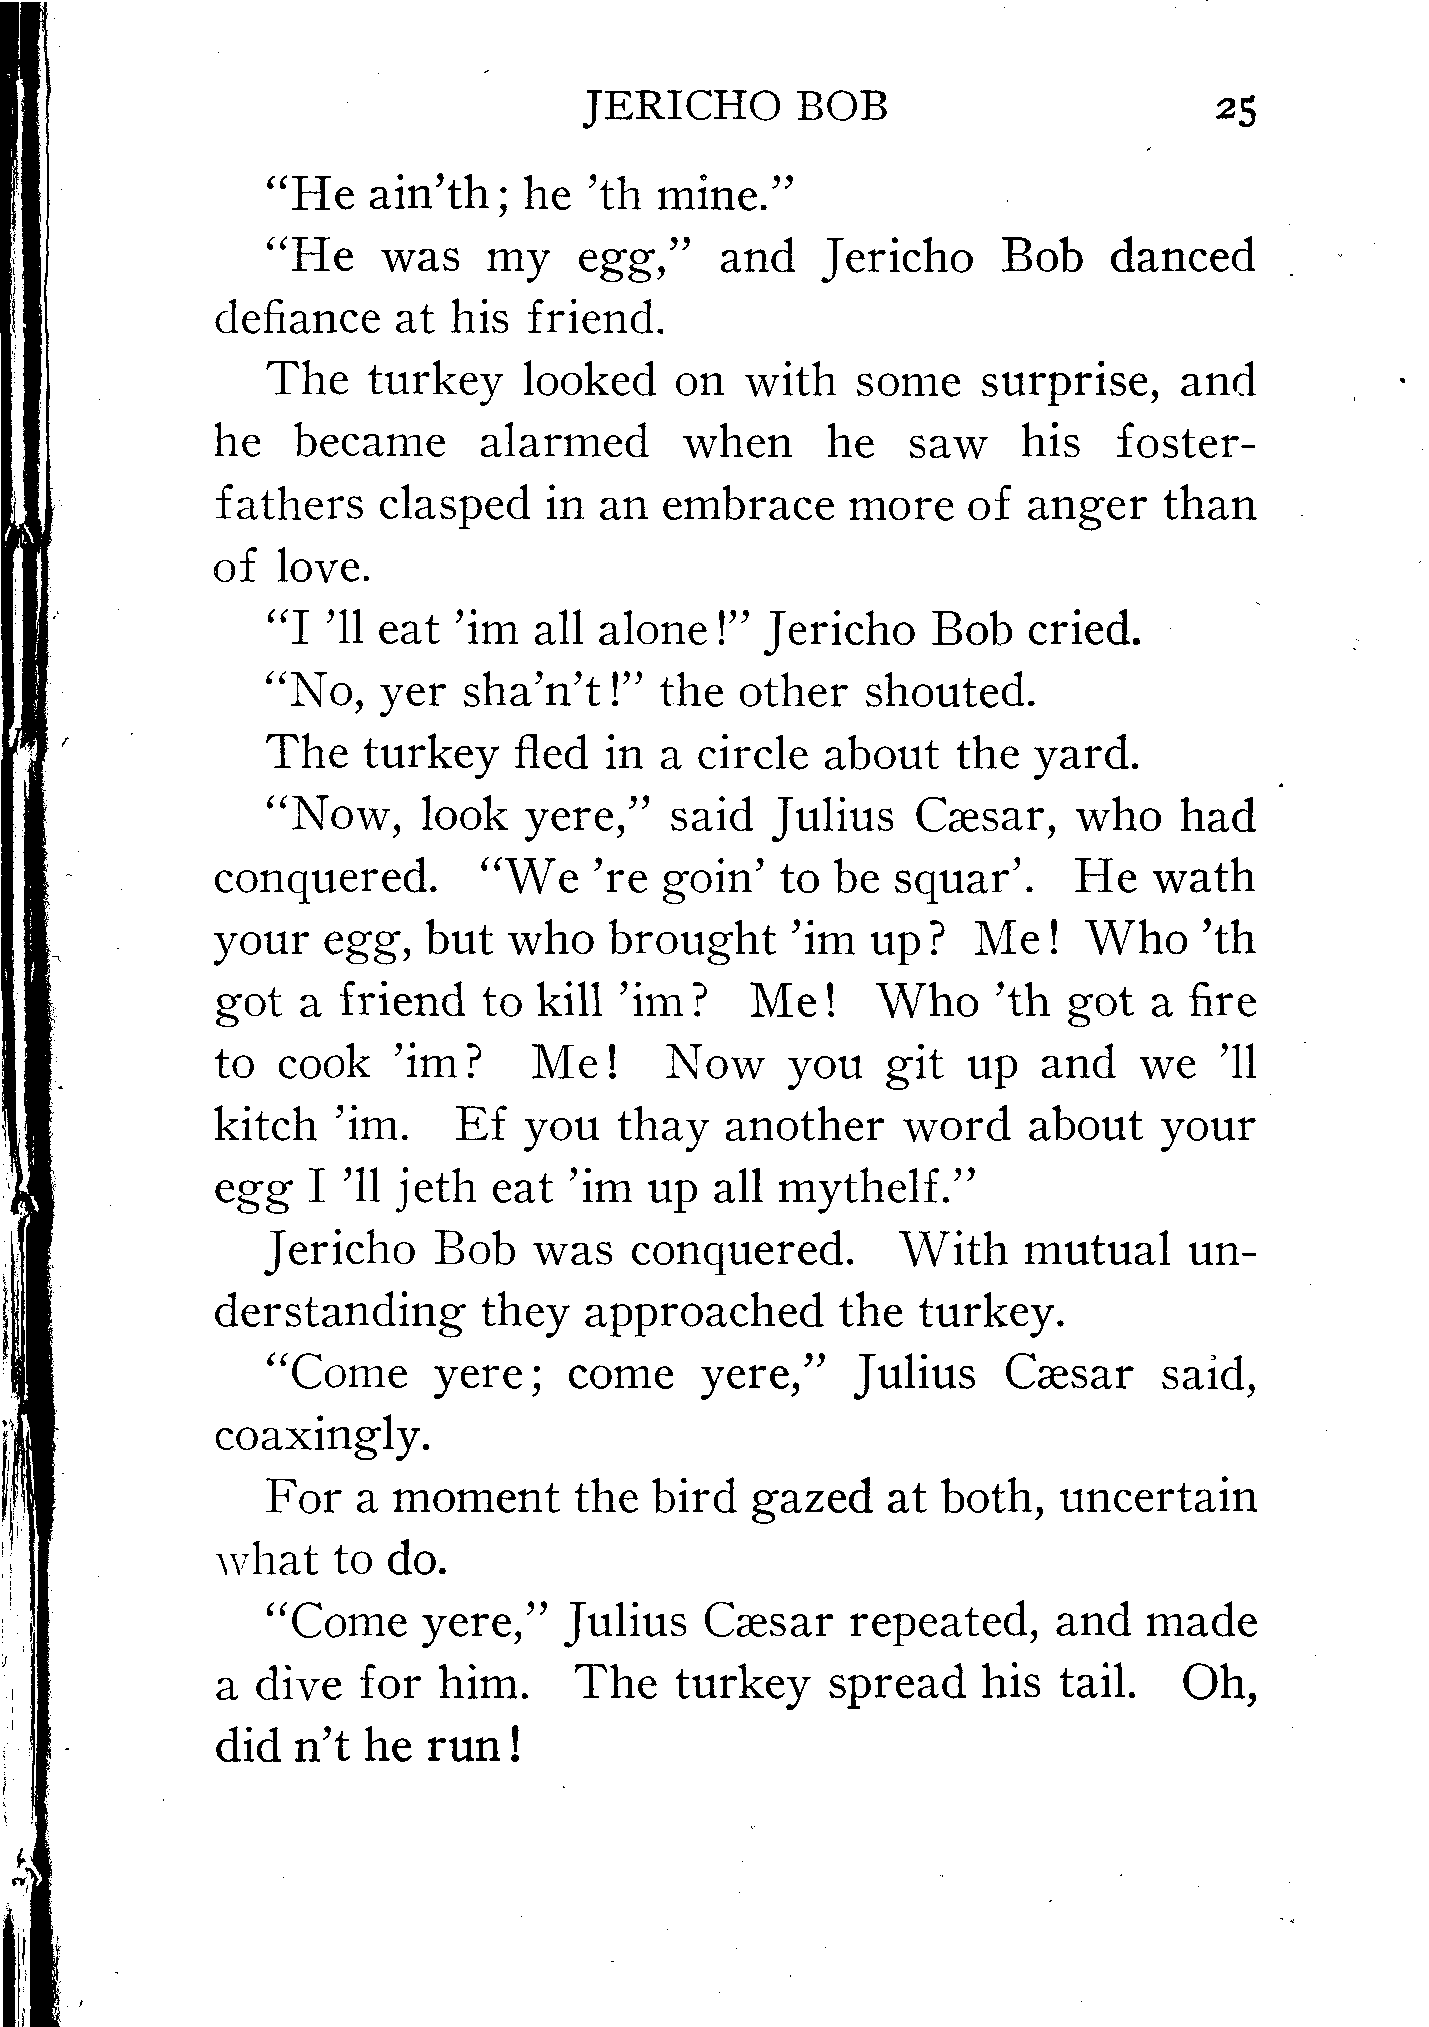 JERICHO BOB 25
“He ain’th; he ’th mine.”
“He was my egg,” and Jericho Bob danced
defiance at his friend.
The turkey looked on with some surprise, and
he became alarmed when he saw his foster-
fathers clasped in an embrace more of anger than
of love.
“I ’ll eat ’im all alone!” Jericho Bob cried.
“No, yer sha’n’t!” the other shouted.
The turkey fled in a circle about the yard.
“Now, look yere,” said Julius Cæsar, who had
conquered. “We ’re goin’ to be squar’. He wath
your egg, but who brought ’im up? Me! Who ’th
got a friend to kill ’im? Me! Who ’th got a fire
to cook ’im? Me! Now you git up and we ’ll
kitch ’im. Ef you thay another word about your
egg I ’ll jeth eat ’im up all mythelf.”
Jericho Bob was conquered. With mutual un-
derstanding they approached the turkey.
“Come yere; come yere,” Julius Cæsar said,
coaxingly.
For a moment the bird gazed at both, uncertain
what to do.
“Come yere,” Julius Cæsar repeated, and made
a dive for him. The turkey spread his tail. Oh,
did n’t he run!